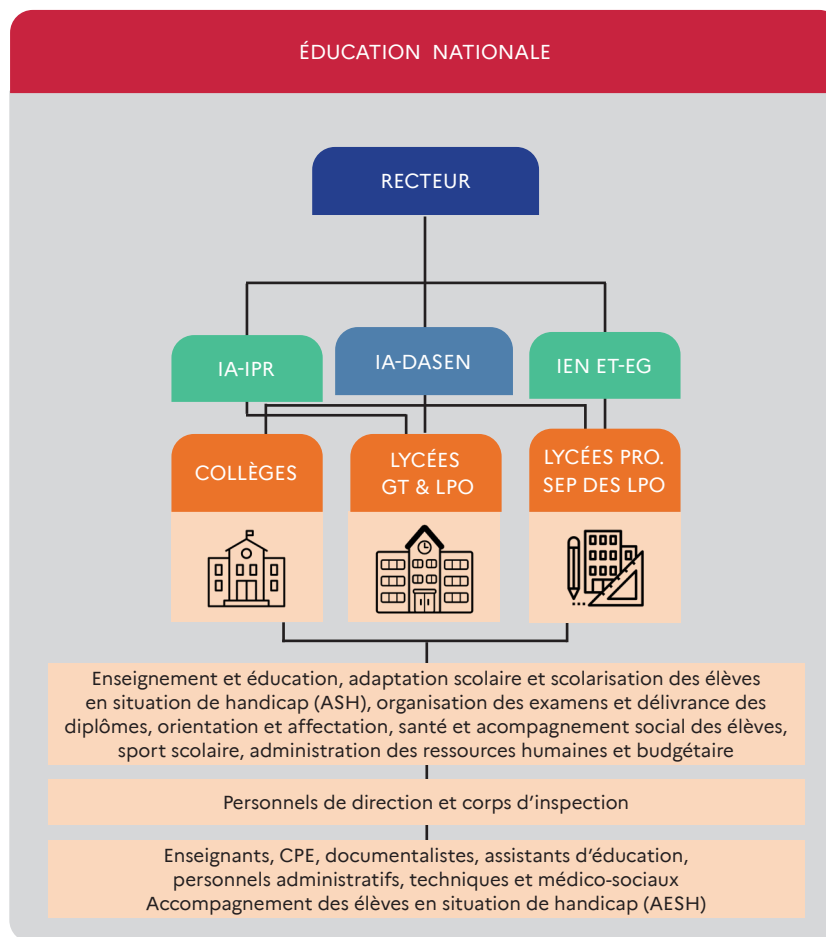 ÉDUCATION NATIONALE
RECTEUR
IA-IPR
IA-DASEN
IEN ET-EG
COLLÈGES
LYCÉES
GT & LPO
LYCÉES PRO.
SEP DES LPO
Enseignement et éducation, adaptation scolaire et scolarisation des élèves
en situation de handicap (ASH), organisation des examens et délivrance des
diplômes, orientation et affectation, santé et acompagnement social des élèves,
sport scolaire, administration des ressources humaines et budgétaire
Personnels de direction et corps d’inspection
Enseignants, CPE, documentalistes, assistants d’éducation,
personnels administratifs, techniques et médico-sociaux
Accompagnement des élèves en situation de handicap (AESH)